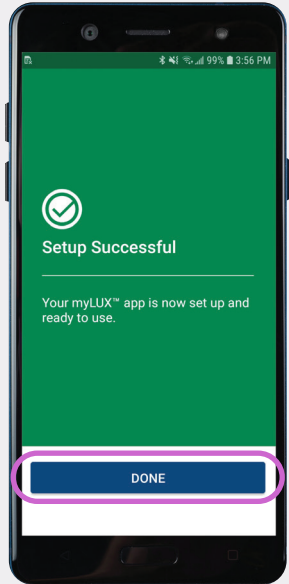 99% 3:56 PM
Setup Successful
Your myLUX™ app is now set up and
ready to use.
DONE